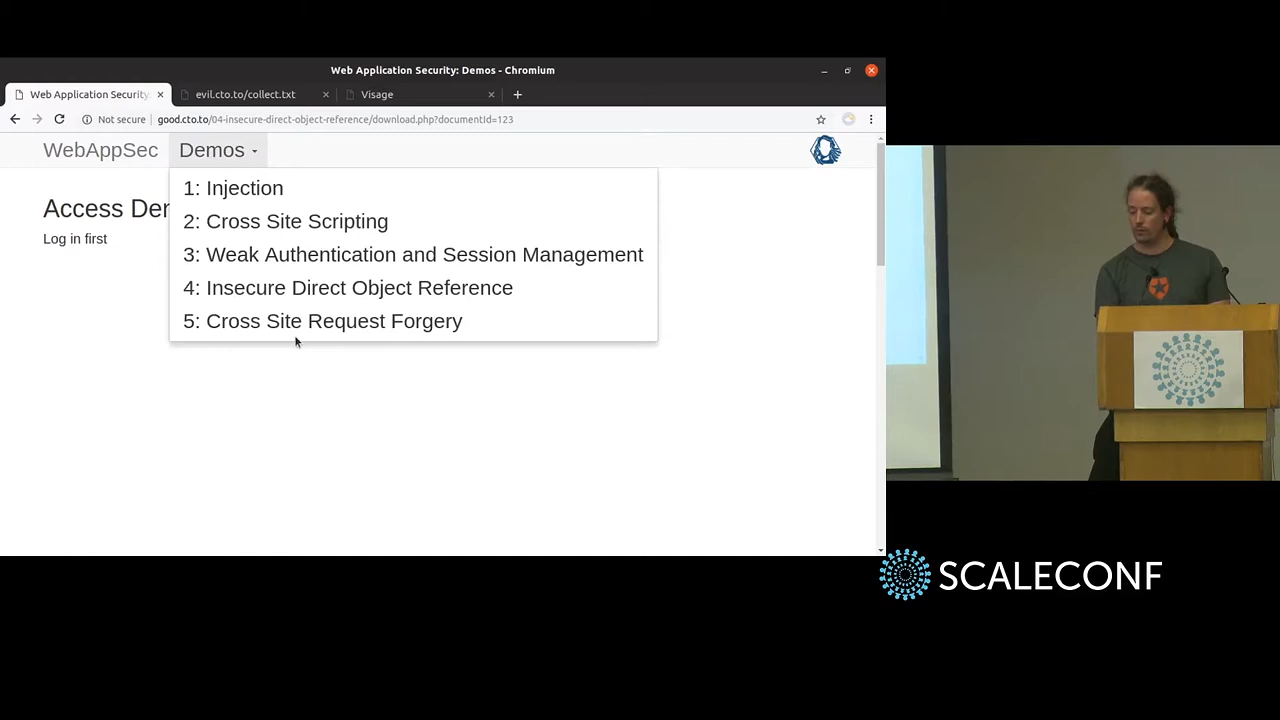 Web Application Security: Demos - Chromium
Web Application Security:
evil.cto.to/collect.txt
Visage
Not secure
good.cto.to/04-insecure-direct-object-reference/download.php?documentId=123
WebAppSec
Demos
1: Injection
2: Cross Site Scripting
3: Weak Authentication and Session Management
4: Insecure Direct Object Reference
5: Cross Site Request Forgery
Access Den
Log in first
SCALECONF